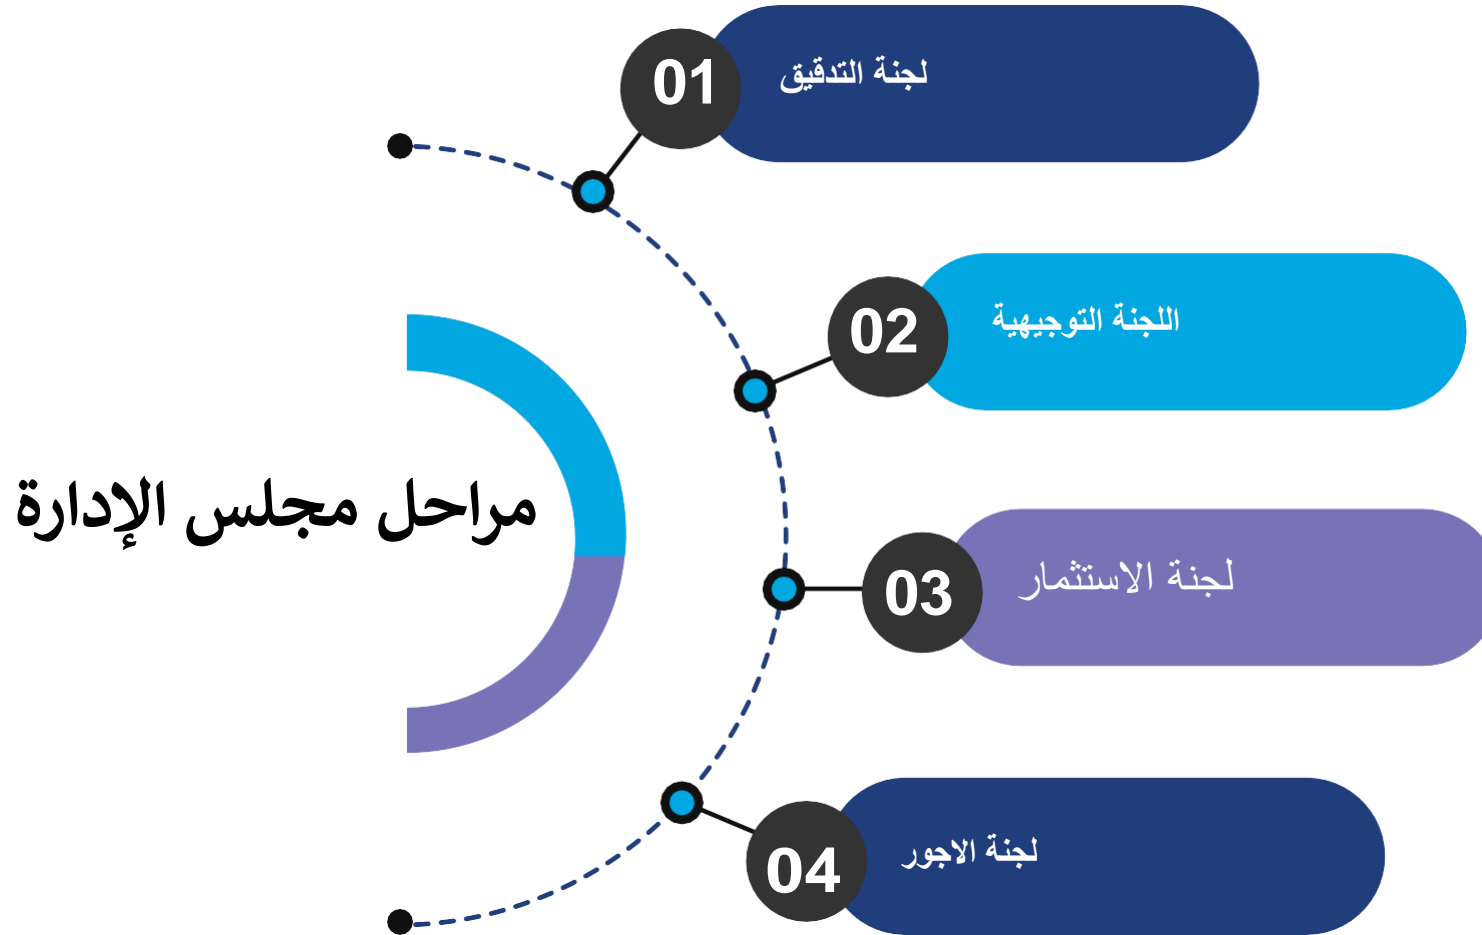 مراحل مجلس الإدارة
01
لجنة التدقيق
02
اللجنة التوجيهية
03
لجنة الاستثمار
04
لجنة الاجور